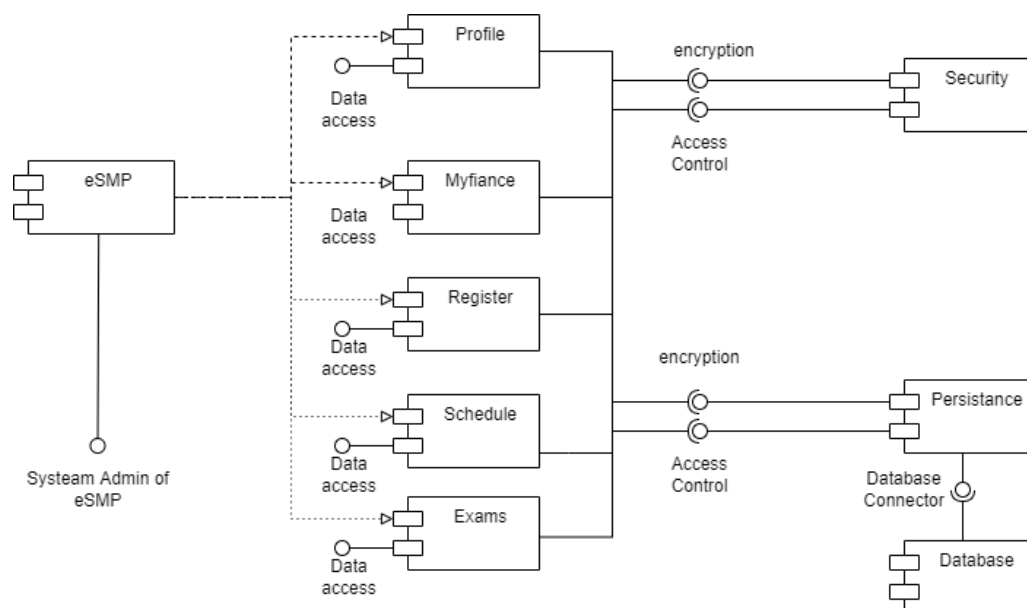 Profile
encryption
Security
Data
access
Access
Control
eSMP
Myfiance
Data
access
Register
Data
access
encryption
Schedule
Persistance
Data
access
Access
Control
Database
Connector
Systeam Admin of
eSMP
Exams
Data
access
Database